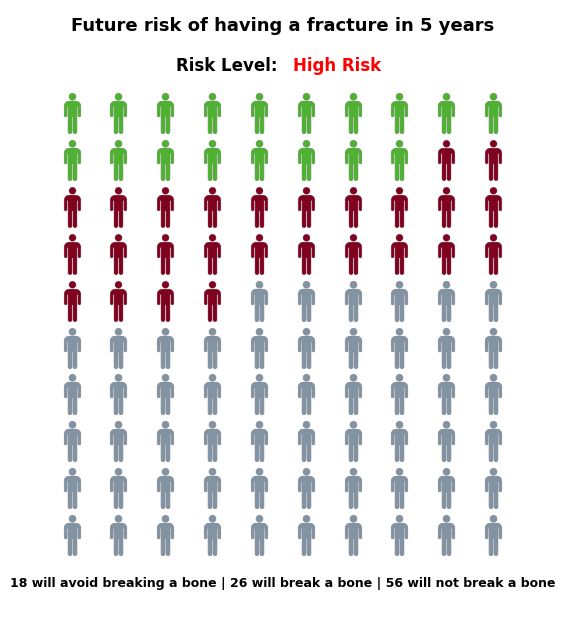 Future risk of having a fracture in 5 years
Risk Level: High Risk
18 will avoid breaking a bone | 26 will break a bone | 56 will not break a bone